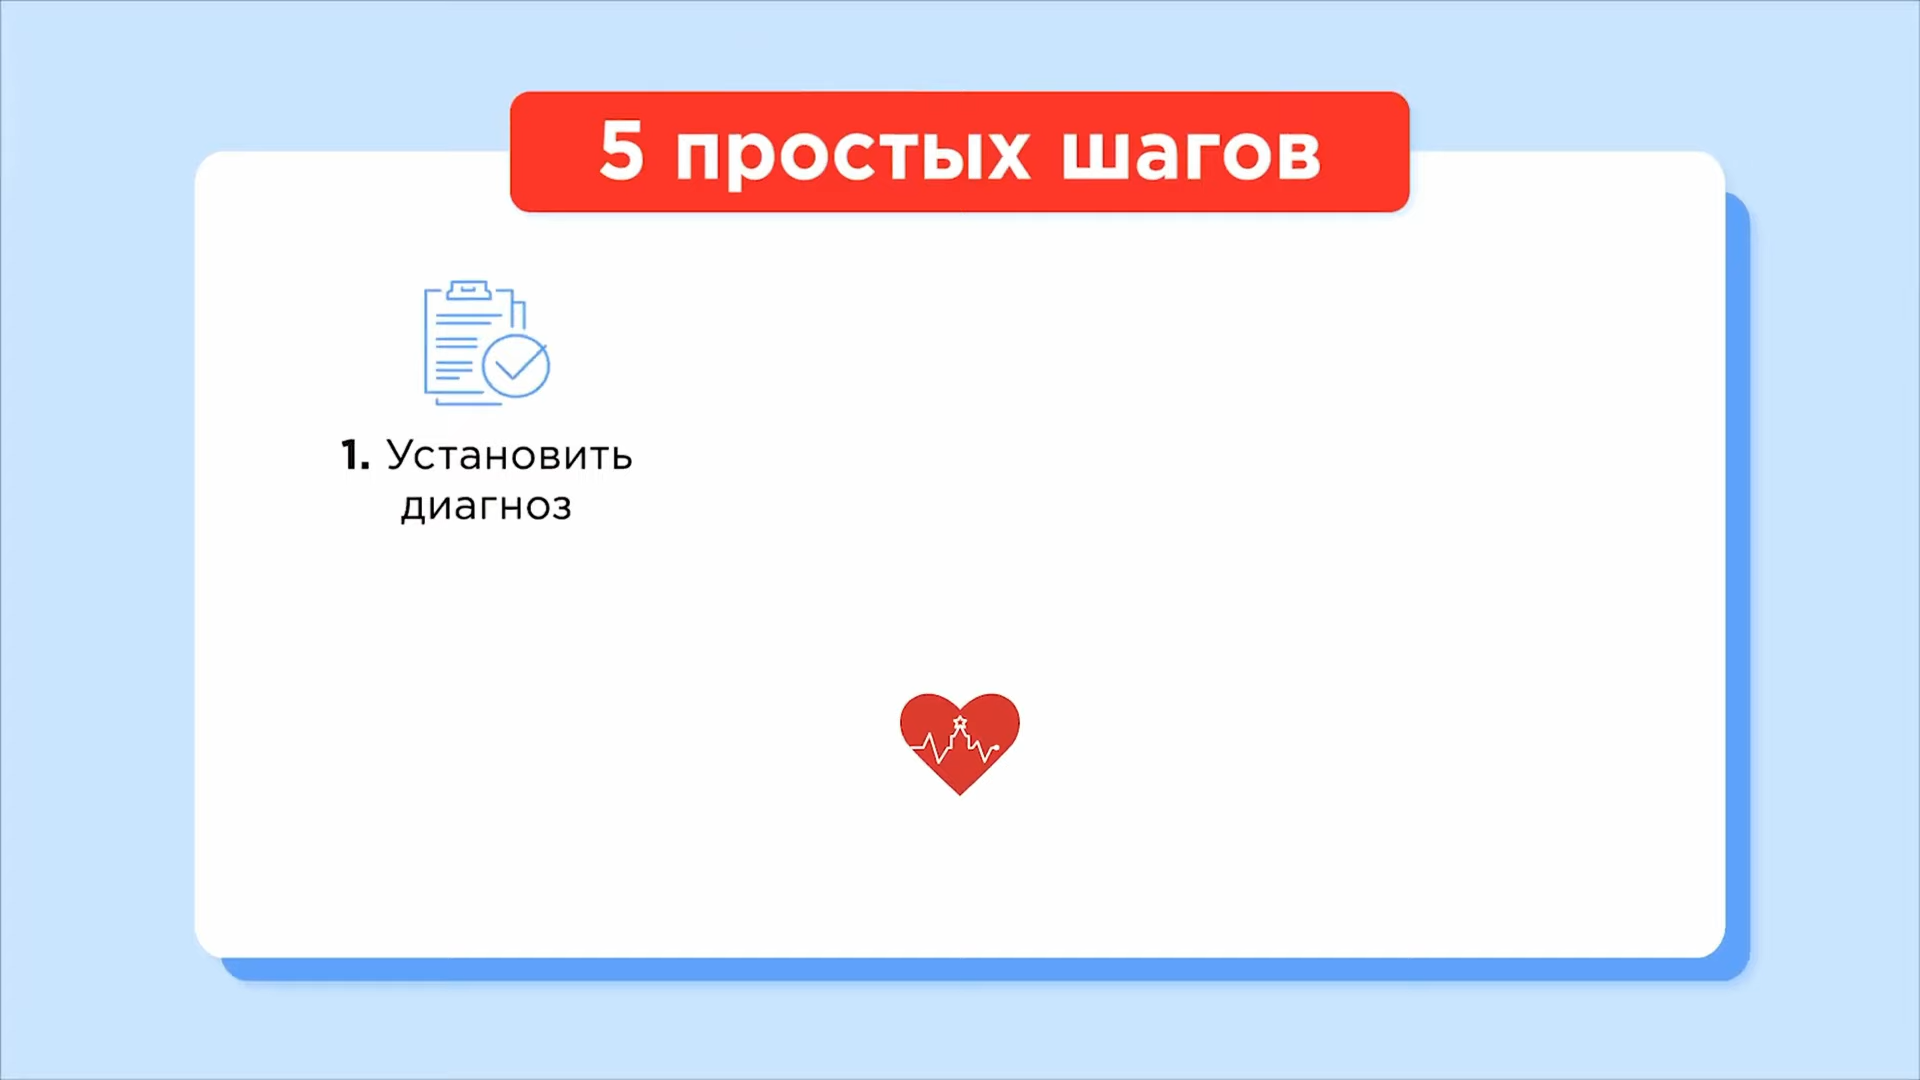 5 простых шагов
1. Установить
диагноз